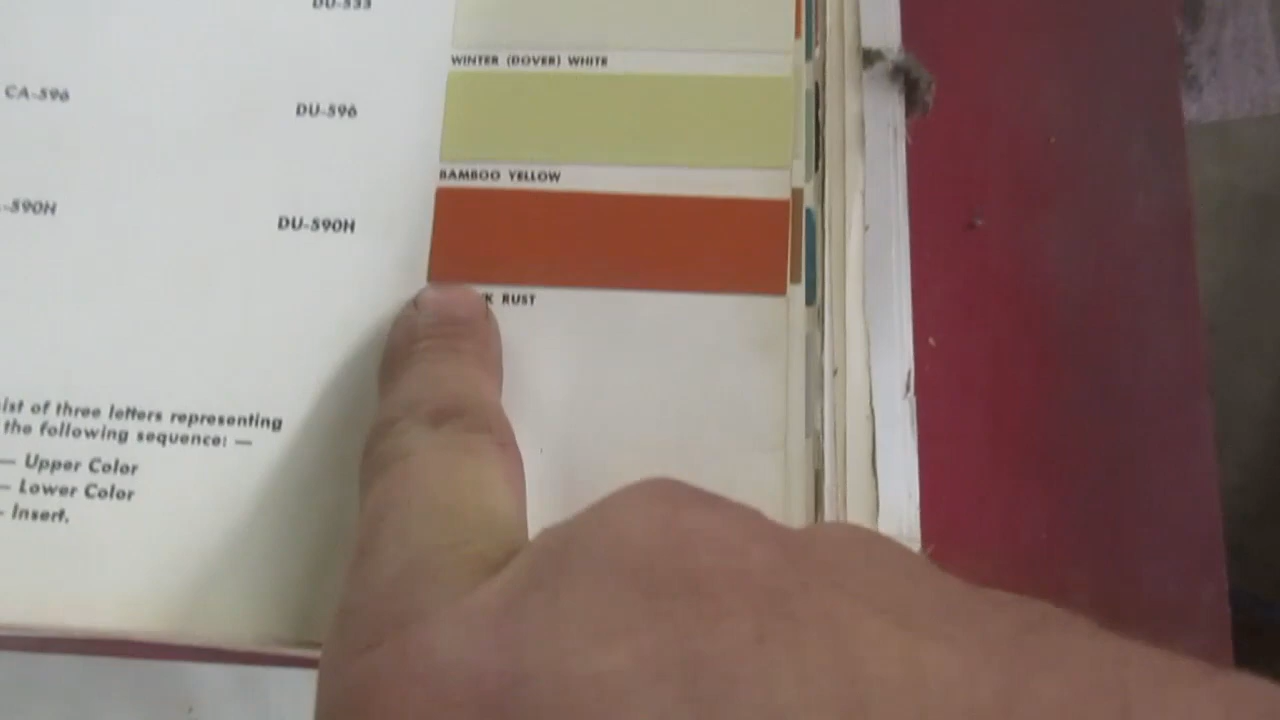 DU-533
WINTER (DOVER) WHITE
CA-596
DU-596
BAMBOO YELLOW
-590H
DU-590H
K RUST
ist of three letters representing
the following sequence: —
— Upper Color
— Lower Color
- Insert.